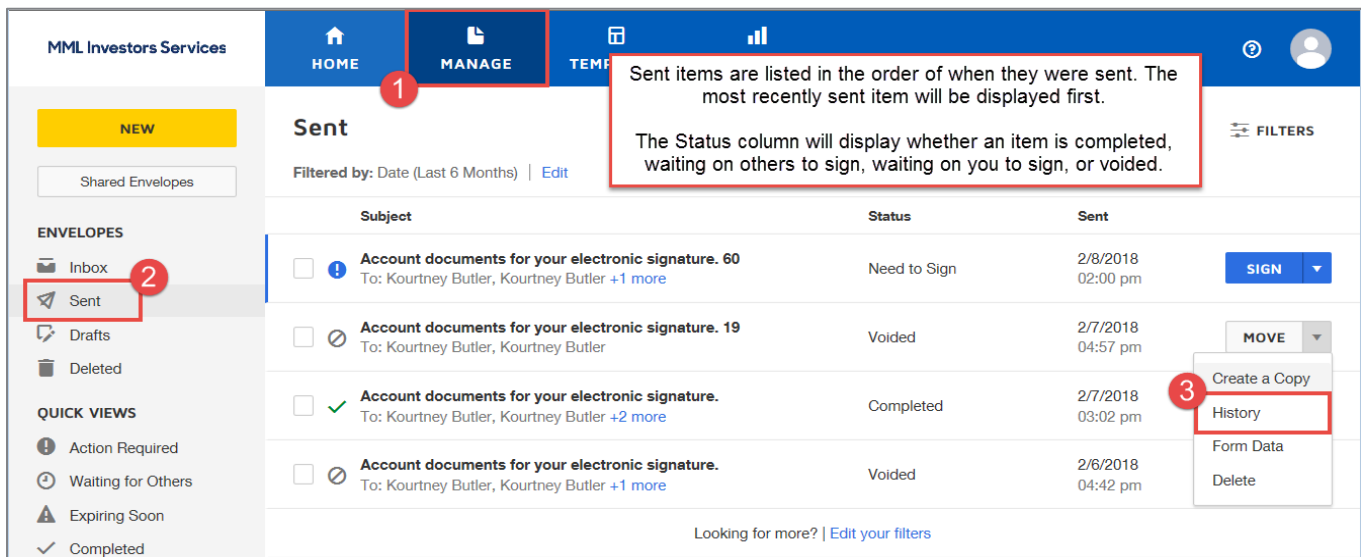 MML Investors Services
HOME
MANAGE
TEMP
1
Sent items are listed in the order of when they were sent. The
most recently sent item will be displayed first.
The Status column will display whether an item is completed,
waiting on others to sign, waiting on you to sign, or voided.
NEW
Shared Envelopes
ENVELOPES
Inbox
2
Sent
Drafts
Deleted
QUICK VIEWS
Action Required
Waiting for Others
Expiring Soon
Completed
Sent
FILTERS
Filtered by: Date (Last 6 Months) | Edit
Subject Status Sent
Account documents for your electronic signature. 60
To: Kourtney Butler, Kourtney Butler +1 more
Need to Sign
2/8/2018
02:00 pm
SIGN
Account documents for your electronic signature. 19
To: Kourtney Butler, Kourtney Butler
Voided
2/7/2018
04:57 pm
MOVE
Create a Copy
3
History
Form Data
Delete
Account documents for your electronic signature.
To: Kourtney Butler, Kourtney Butler +2 more
Completed
2/7/2018
03:02 pm
Account documents for your electronic signature.
To: Kourtney Butler, Kourtney Butler +1 more
Voided
2/6/2018
04:42 pm
Looking for more? | Edit your filters